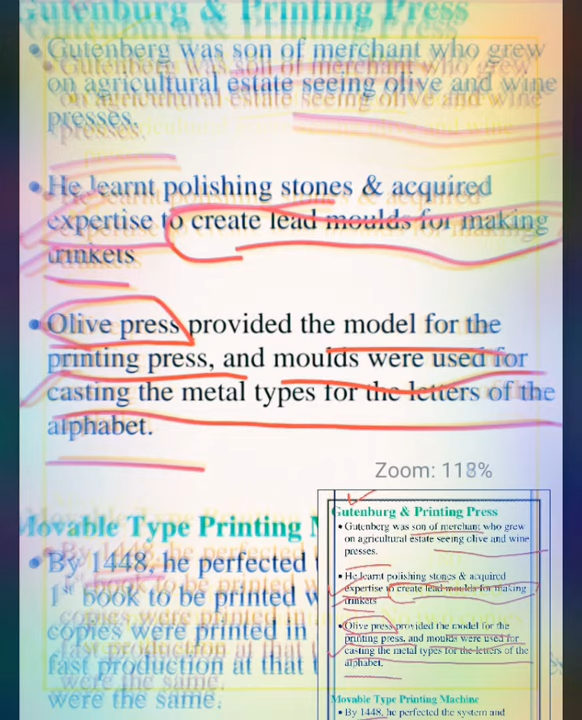 Gutenburg & Printing Press
• Gutenberg was son of merchant who grew
on agricultural estate seeing olive and wine
presses.
• He learnt polishing stones & acquired
expertise to create lead moulds for making
trinkets
• Olive press provided the model for the
printing press, and moulds were used for
casting the metal types for the letters of the
alphabet.
Zoom: 118%
Movable Type Printing
• By 1448, he perfected
1st book to be printed
copies were printed in
fast production at that
were the same.
Gutenburg & Printing Press
• Gutenberg was son of merchant who grew
on agricultural estate seeing olive and wine
presses.
• He learnt polishing stones & acquired
expertise to create lead moulds for making
trinkets
• Olive press provided the model for the
printing press, and moulds were used for
casting the metal types for the letters of the
alphabet.
Movable Type Printing Machine
• By 1448, he perfected the system and